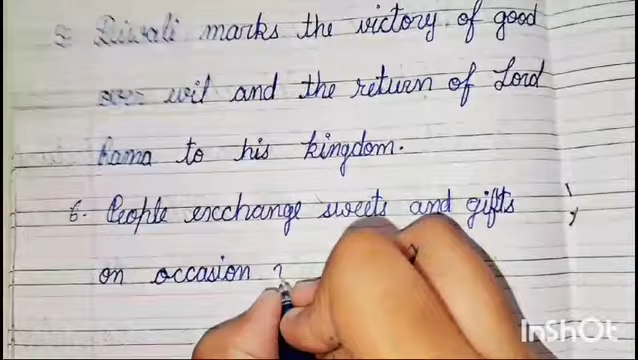 5 Diwali marks the victory of good
over evil and the return of Lord
Rama to his kingdom.
6. People exchange sweets and gifts
on occasion
InShOt